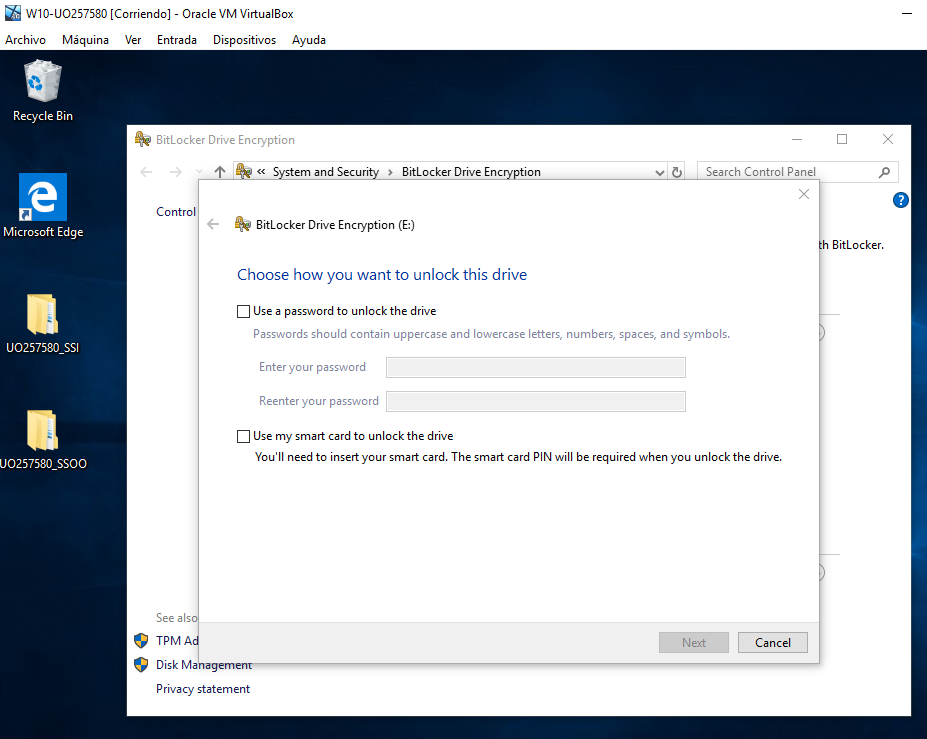 W10-UO257580 [Corriendo] - Oracle VM VirtualBox
Archivo Máquina Ver Entrada Dispositivos Ayuda
Recycle Bin
Microsoft Edge
UO257580_SSI
UO257580_SSOO
BitLocker Drive Encryption
« System and Security › BitLocker Drive Encryption
Search Control Panel
Control
?
th BitLocker.
BitLocker Drive Encryption (E:)
Choose how you want to unlock this drive
Use a password to unlock the drive
Passwords should contain uppercase and lowercase letters, numbers, spaces, and symbols.
Enter your password
Reenter your password
Use my smart card to unlock the drive
You'll need to insert your smart card. The smart card PIN will be required when you unlock the drive.
Next Cancel
See also
TPM Ad
Disk Management
Privacy statement